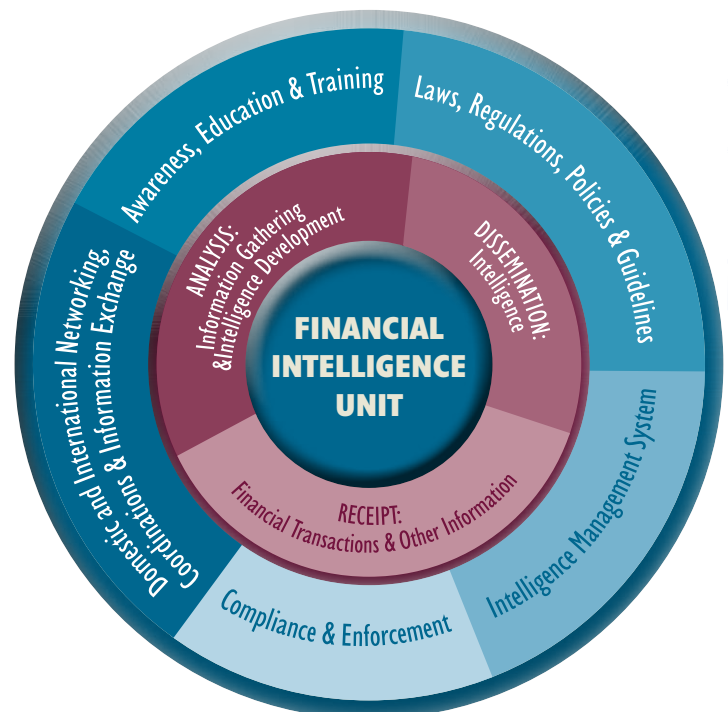 Awareness, Education & Training
Laws, Regulations, Policies & Guidelines
ANALYSIS:
Information Gathering
&Intelligence Development
DISSEMINATION:
Intelligence
FINANCIAL
INTELLIGENCE
UNIT
Domestic and International Networking,
Coordinations & Information Exchange
Intelligence Management System
RECEIPT:
Financial Transactions & Other Information
Compliance & Enforcement